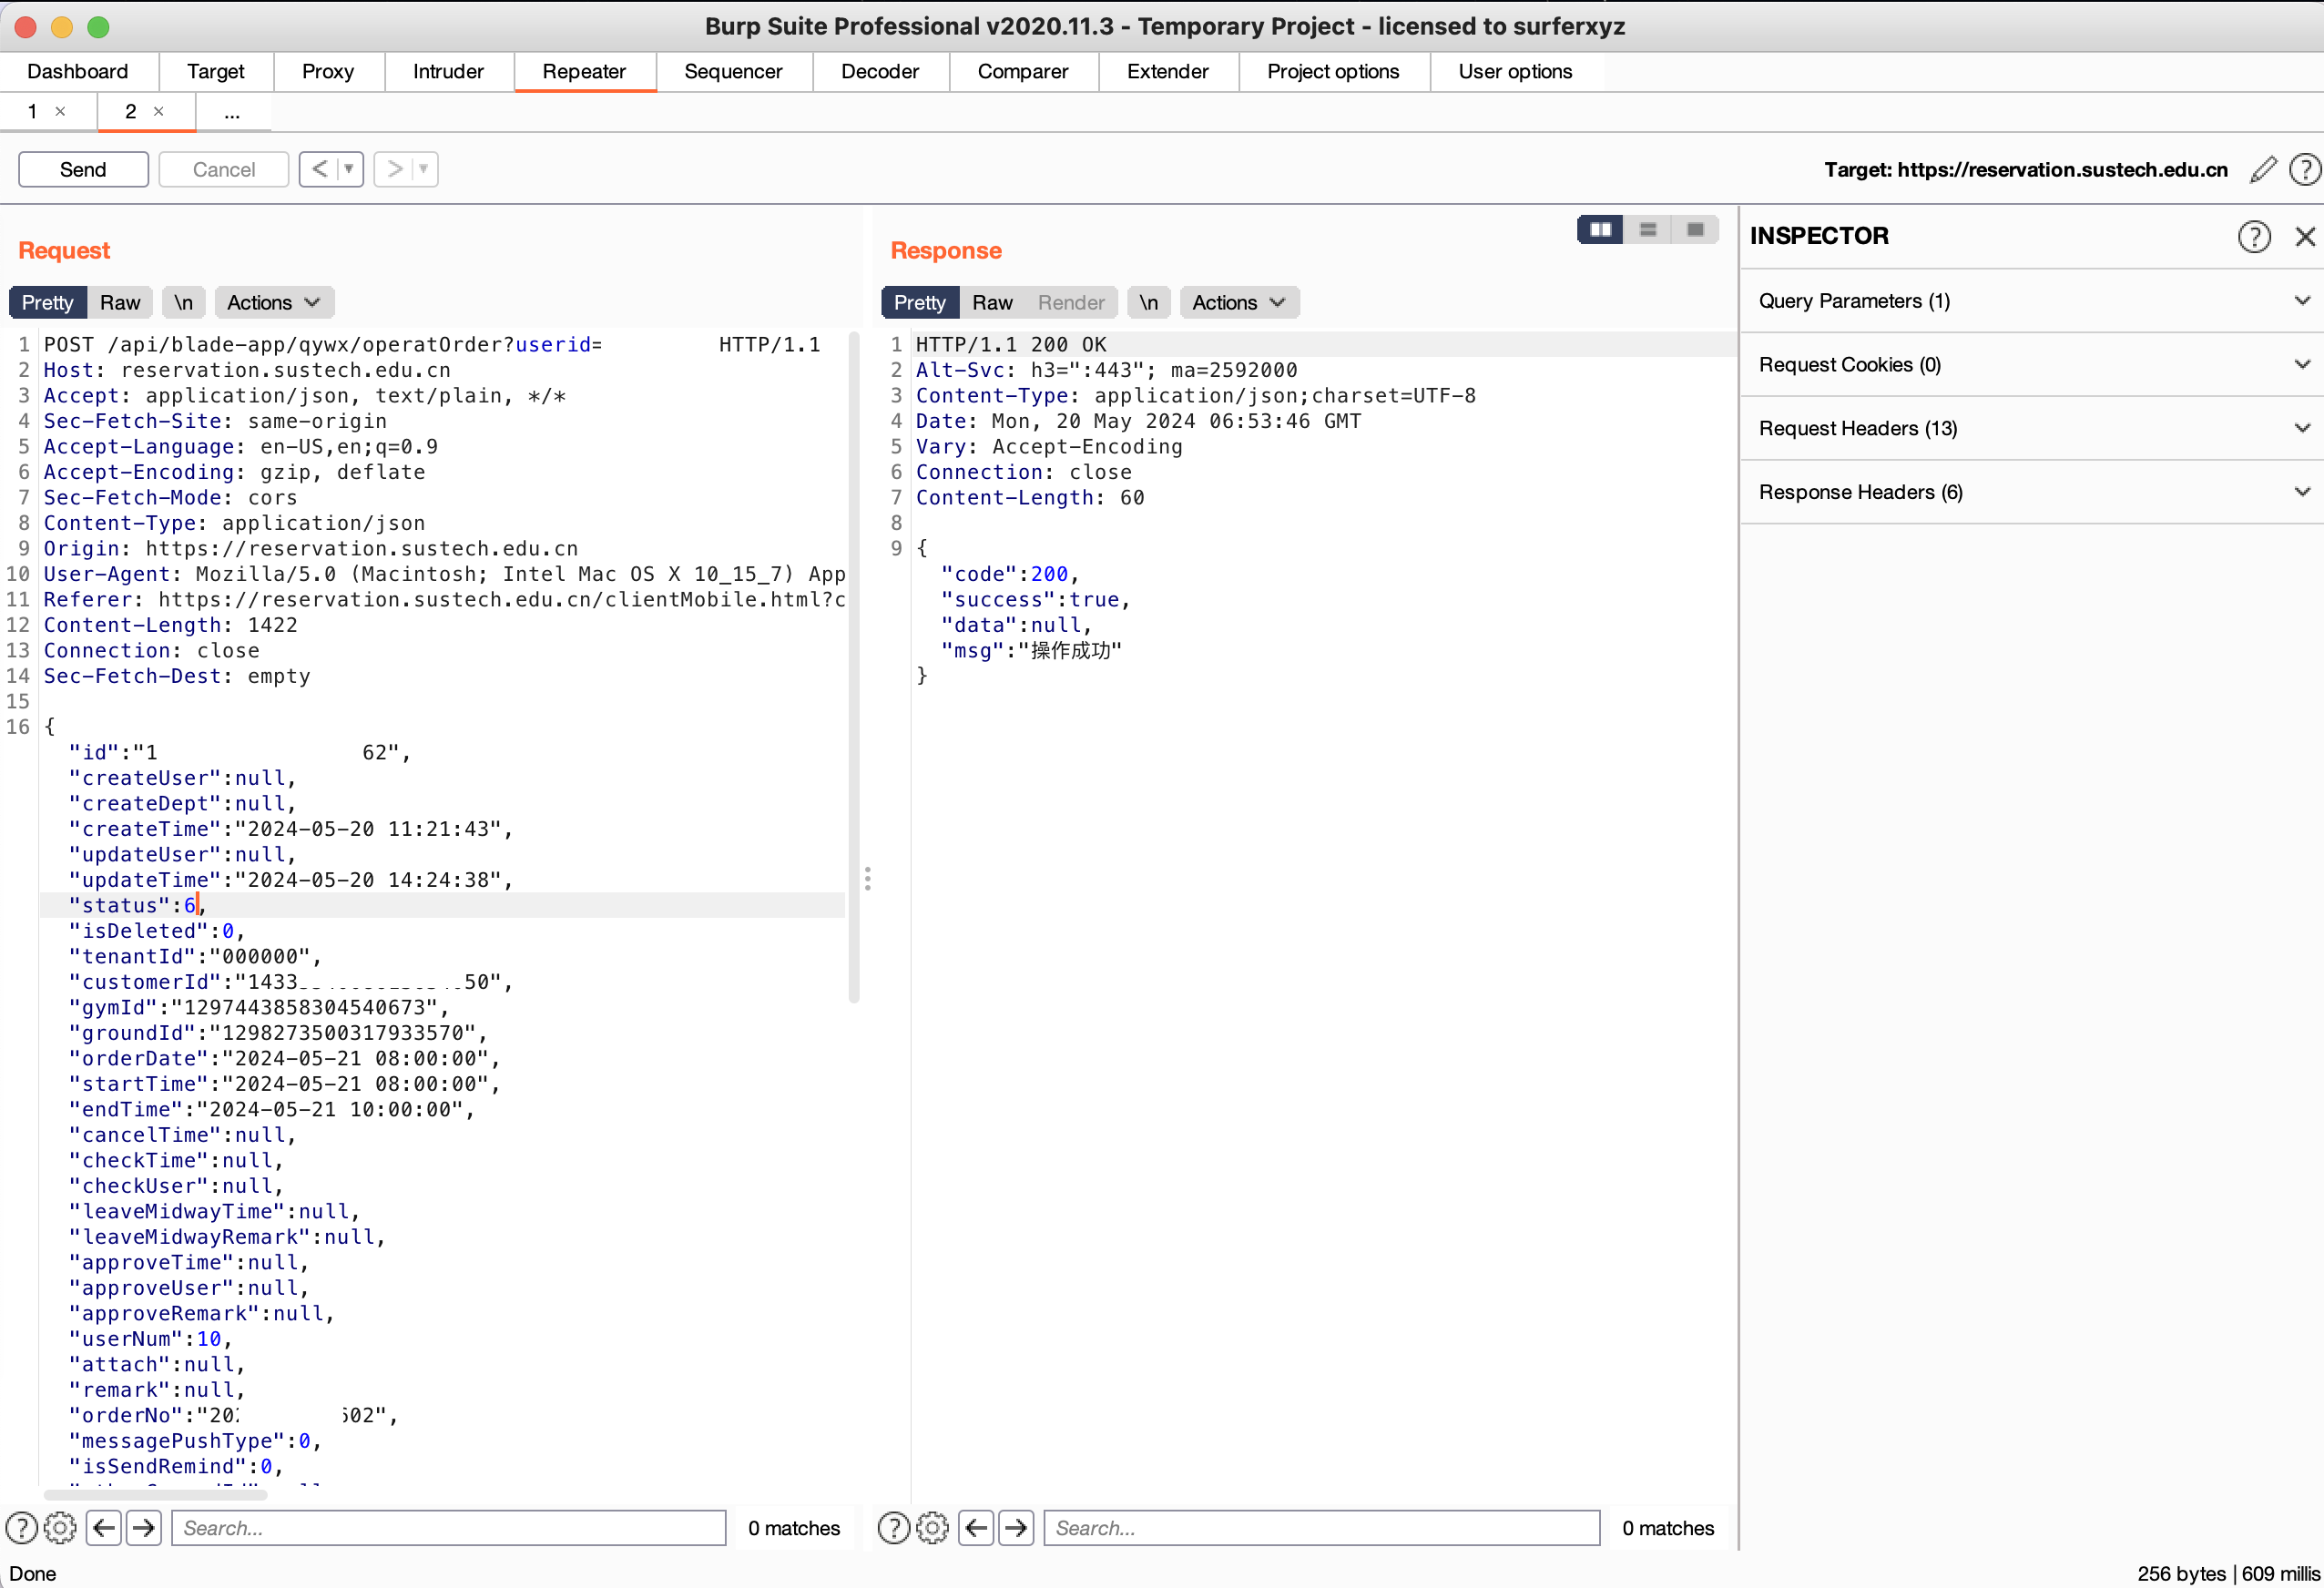 Burp Suite Professional v2020.11.3 - Temporary Project - licensed to surferxyz
Dashboard Target Proxy Intruder Repeater Sequencer Decoder Comparer Extender Project options User options
1 × 2 × ...
Send Cancel < > Target: https://reservation.sustech.edu.cn
Request
Pretty Raw \n Actions
1 POST /api/blade-app/qywx/operatOrder?userid= HTTP/1.1
2 Host: reservation.sustech.edu.cn
3 Accept: application/json, text/plain, */*
4 Sec-Fetch-Site: same-origin
5 Accept-Language: en-US,en;q=0.9
6 Accept-Encoding: gzip, deflate
7 Sec-Fetch-Mode: cors
8 Content-Type: application/json
9 Origin: https://reservation.sustech.edu.cn
10 User-Agent: Mozilla/5.0 (Macintosh; Intel Mac OS X 10_15_7) App
11 Referer: https://reservation.sustech.edu.cn/clientMobile.html?c
12 Content-Length: 1422
13 Connection: close
14 Sec-Fetch-Dest: empty
15
16 {
"id":"1 62",
"createUser":null,
"createDept":null,
"createTime":"2024-05-20 11:21:43",
"updateUser":null,
"updateTime":"2024-05-20 14:24:38",
"status":6,
"isDeleted":0,
"tenantId":"000000",
"customerId":"1433 50",
"gymId":"1297443858304540673",
"groundId":"1298273500317933570",
"orderDate":"2024-05-21 08:00:00",
"startTime":"2024-05-21 08:00:00",
"endTime":"2024-05-21 10:00:00",
"cancelTime":null,
"checkTime":null,
"checkUser":null,
"leaveMidwayTime":null,
"leaveMidwayRemark":null,
"approveTime":null,
"approveUser":null,
"approveRemark":null,
"userNum":10,
"attach":null,
"remark":null,
"orderNo":"20 02",
"messagePushType":0,
"isSendRemind":0,
Search... 0 matches
Response
Pretty Raw Render \n Actions
1 HTTP/1.1 200 OK
2 Alt-Svc: h3=":443"; ma=2592000
3 Content-Type: application/json;charset=UTF-8
4 Date: Mon, 20 May 2024 06:53:46 GMT
5 Vary: Accept-Encoding
6 Connection: close
7 Content-Length: 60
8
9 {
"code":200,
"success":true,
"data":null,
"msg":"操作成功"
}
Search... 0 matches
INSPECTOR
Query Parameters (1)
Request Cookies (0)
Request Headers (13)
Response Headers (6)
Done
256 bytes | 609 millis